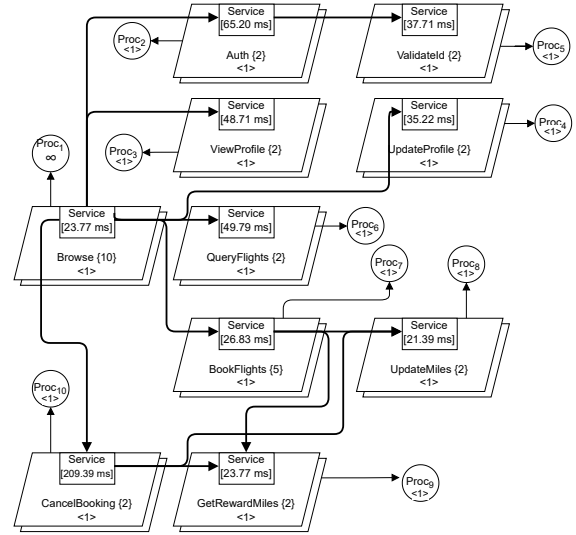 Service
[65.20 ms]
Auth {2}
<1>
Proc2
<1>
Service
[37.71 ms]
ValidateId {2}
<1>
Proc5
<1>
Service
[48.71 ms]
ViewProfile {2}
<1>
Proc3
<1>
Service
[35.22 ms]
UpdateProfile {2}
<1>
Proc4
<1>
Proc1
∞
Service
[23.77 ms]
Browse {10}
<1>
Service
[49.79 ms]
QueryFlights {2}
<1>
Proc6
<1>
Proc7
<1>
Proc8
<1>
Service
[26.83 ms]
BookFlights {5}
<1>
Service
[21.39 ms]
UpdateMiles {2}
<1>
Proc10
<1>
Service
[209.39 ms]
CancelBooking {2}
<1>
Service
[23.77 ms]
GetRewardMiles {2}
<1>
Proc9
<1>